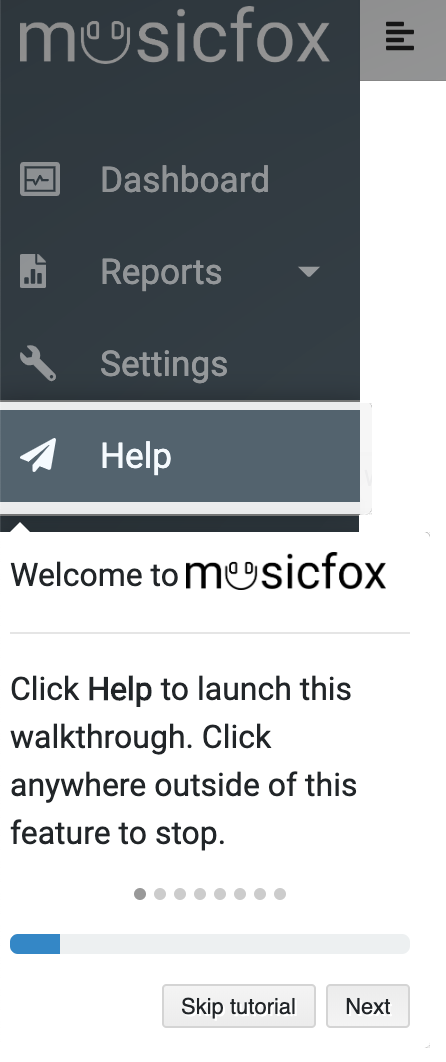 musicfox
Dashboard
Reports
Settings
Help
Welcome to musicfox
Click Help to launch this
walkthrough. Click
anywhere outside of this
feature to stop.
Skip tutorial Next